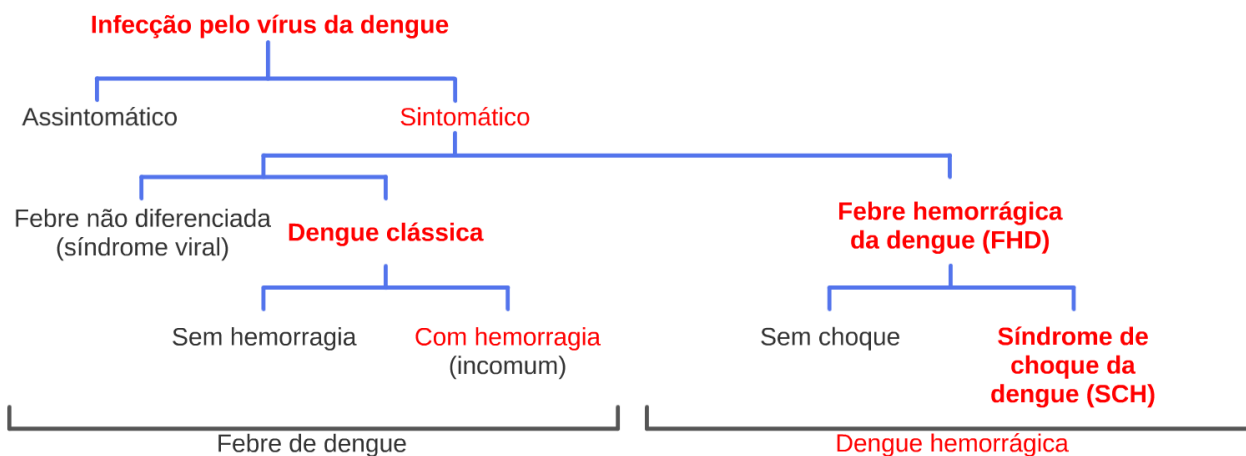 Infecção pelo vírus da dengue
Assintomático
Sintomático
Febre não diferenciada
(síndrome viral)
Dengue clássica
Febre hemorrágica
da dengue (FHD)
Sem hemorragia
Com hemorragia
(incomum)
Sem choque
Síndrome de
choque da
dengue (SCH)
Febre de dengue
Dengue hemorrágica